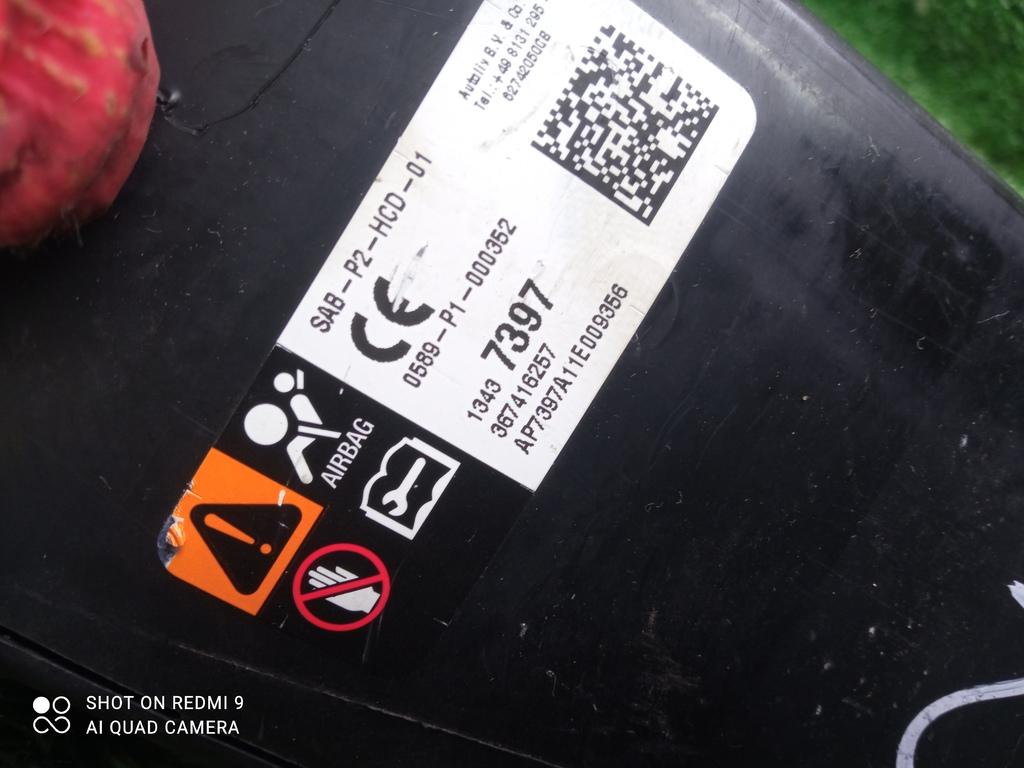 Autoliv B.V. & Co.
Tel.: +49 8131 295
627420500B
SAB-P2-HCD-01
CE
0589-P1-000352
1343 7397
367416257
AP7397A11E009356
AIRBAG
SHOT ON REDMI 9
AI QUAD CAMERA